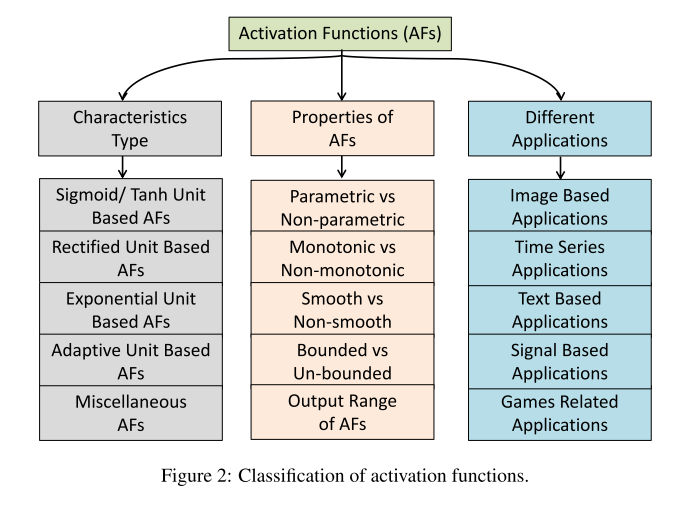 Activation Functions (AFs)
Characteristics
Type
Sigmoid/ Tanh Unit
Based AFs
Rectified Unit Based
AFs
Exponential Unit
Based AFs
Adaptive Unit Based
AFs
Miscellaneous
AFs
Properties of
AFs
Parametric vs
Non-parametric
Monotonic vs
Non-monotonic
Smooth vs
Non-smooth
Bounded vs
Un-bounded
Output Range
of AFs
Different
Applications
Image Based
Applications
Time Series
Applications
Text Based
Applications
Signal Based
Applications
Games Related
Applications
Figure 2: Classification of activation functions.